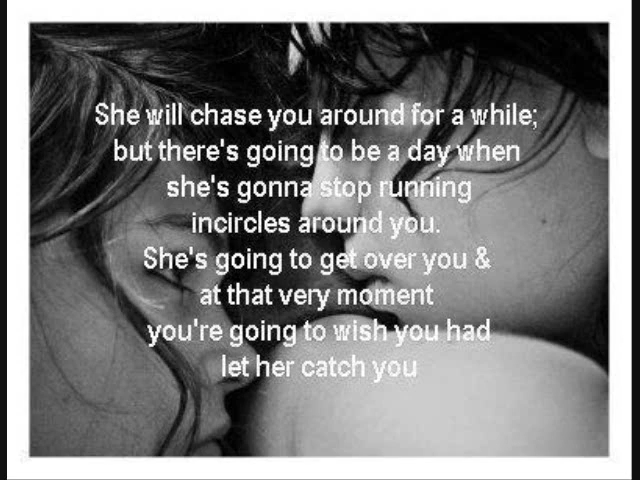 She will chase you around for a while;
but there's going to be a day when
she's gonna stop running
incircles around you.
She's going to get over you &
at that very moment
you're going to wish you had
let her catch you